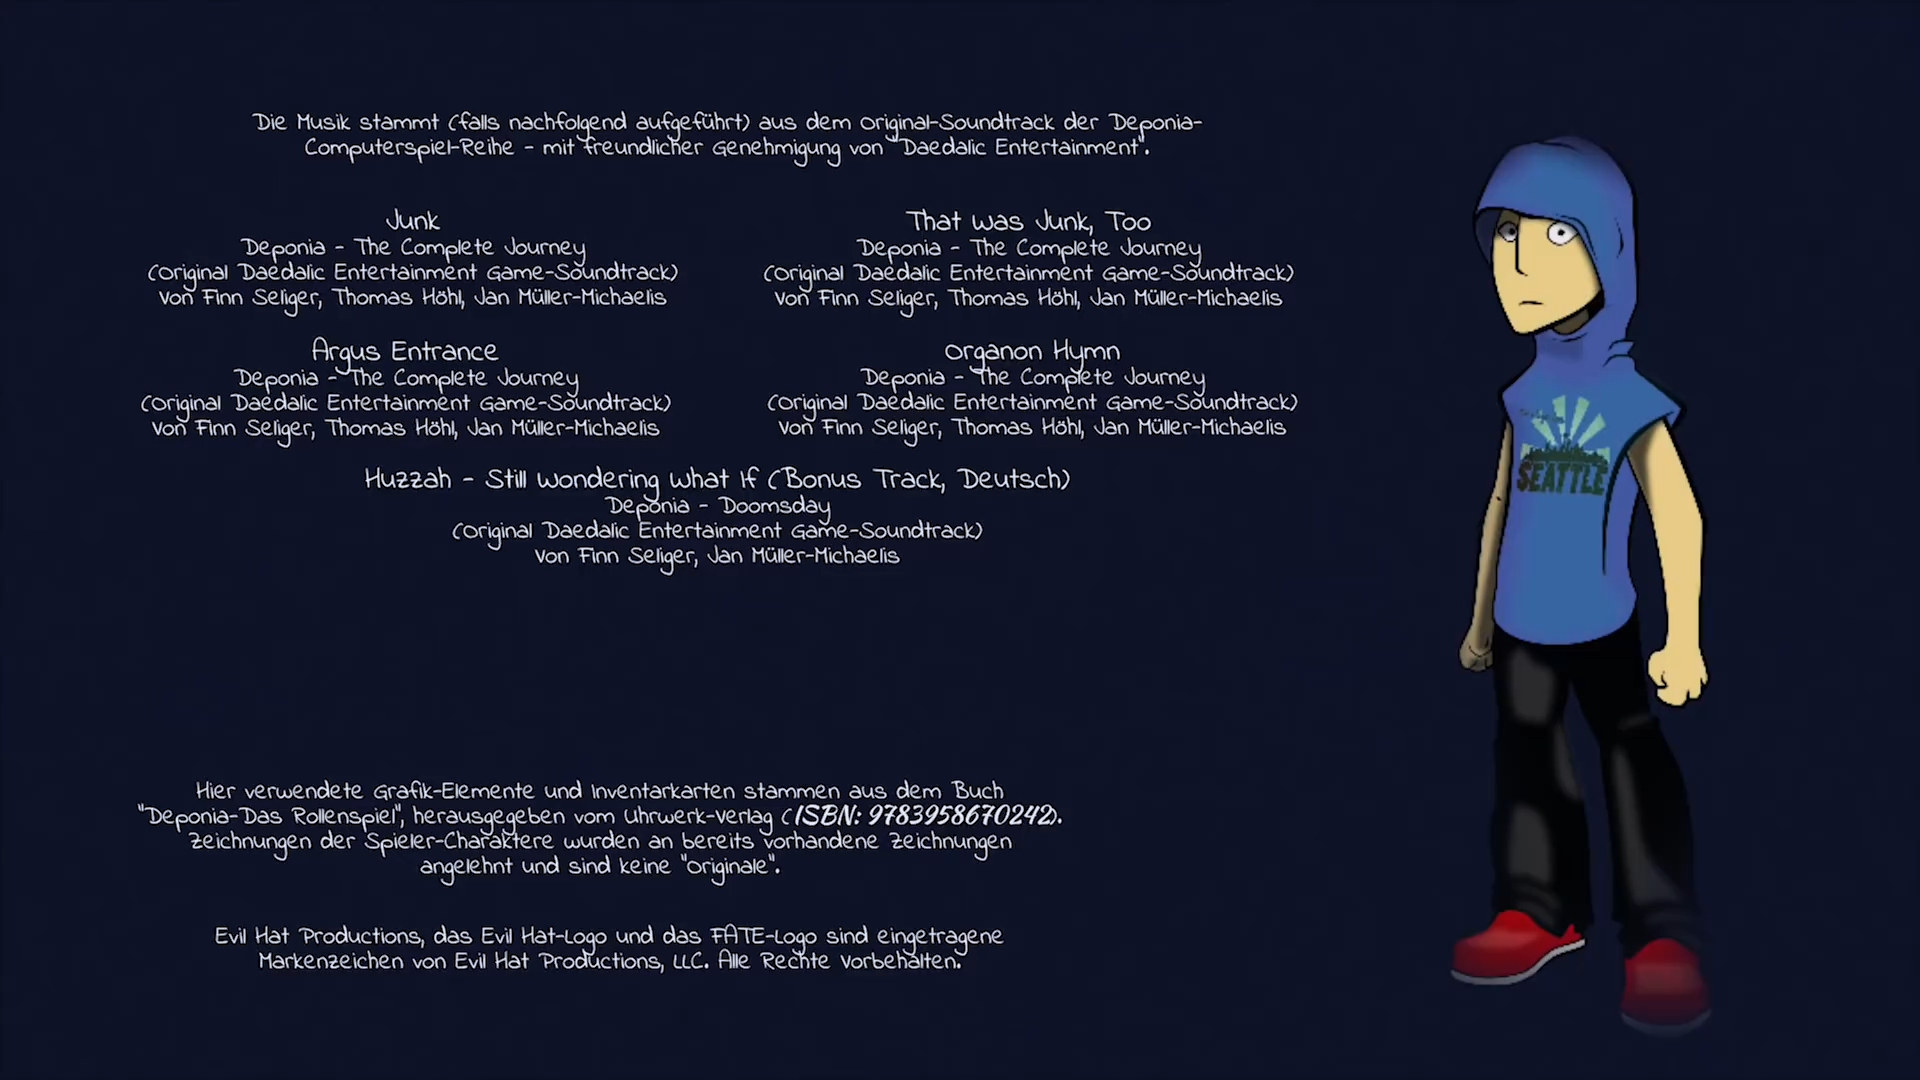 Die Musik stammt (falls nachfolgend aufgeführt) aus dem Original-Soundtrack der Deponia-
Computerspiel-Reihe - mit freundlicher Genehmigung von "Daedalic Entertainment".
Junk
Deponia - The Complete Journey
(Original Daedalic Entertainment Game-Soundtrack)
von Finn Seliger, Thomas Höhl, Jan Müller-Michaelis
That Was Junk, Too
Deponia - The Complete Journey
(Original Daedalic Entertainment Game-Soundtrack)
von Finn Seliger, Thomas Höhl, Jan Müller-Michaelis
Argus Entrance
Deponia - The Complete Journey
(Original Daedalic Entertainment Game-Soundtrack)
von Finn Seliger, Thomas Höhl, Jan Müller-Michaelis
Organon Hymn
Deponia - The Complete Journey
(Original Daedalic Entertainment Game-Soundtrack)
von Finn Seliger, Thomas Höhl, Jan Müller-Michaelis
Huzzah - Still Wondering What If (Bonus Track, Deutsch)
Deponia - Doomsday
(Original Daedalic Entertainment Game-Soundtrack)
von Finn Seliger, Jan Müller-Michaelis
Hier verwendete Grafik-Elemente und Inventarkarten stammen aus dem Buch
"Deponia-Das Rollenspiel", herausgegeben vom Uhrwerk-Verlag (ISBN: 9783958670242).
Zeichnungen der Spieler-Charaktere wurden an bereits vorhandene Zeichnungen
angelehnt und sind keine "Originale".
Evil Hat Productions, das Evil Hat-Logo und das FATE-Logo sind eingetragene
Markenzeichen von Evil Hat Productions, LLC. Alle Rechte vorbehalten.
SEATTLE